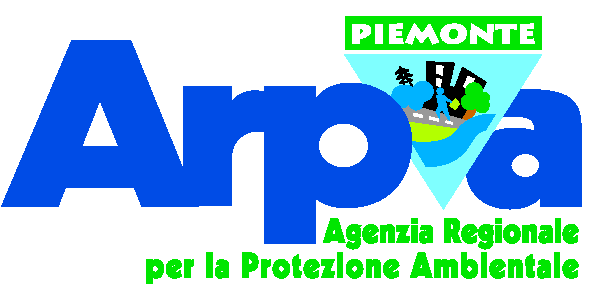 PIEMONTE
Arpa
Agenzia Regionale
per la Protezione Ambientale